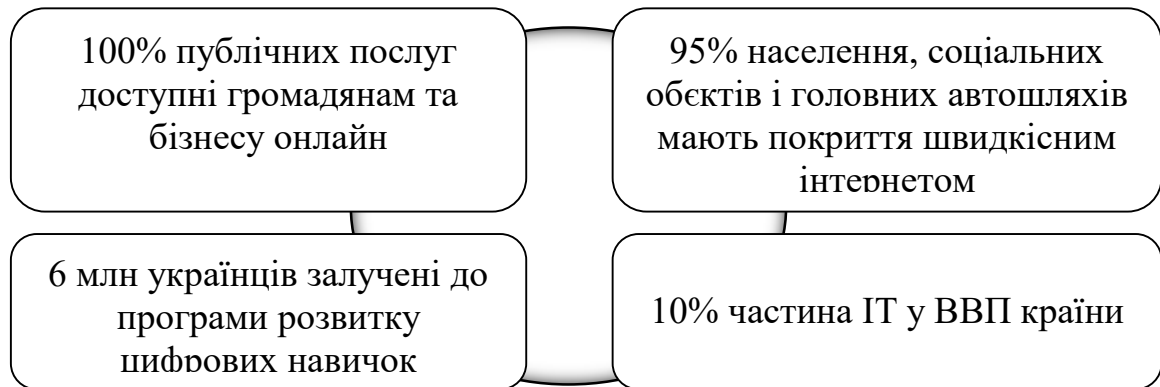 100% публічних послуг
доступні громадянам та
бізнесу онлайн
95% населення, соціальних
обєктів і головних автошляхів
мають покриття швидкісним
інтернетом
6 млн українців залучені до
програми розвитку
цифрових навичок
10% частина ІТ у ВВП країни